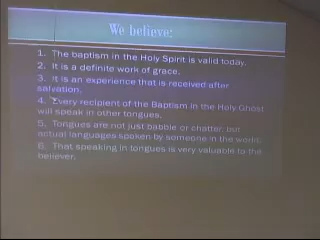 We believe:
1. The baptism in the Holy Spirit is valid today.
2. It is a definite work of grace.
3. It is an experience that is received after
salvation.
4. Every recipient of the Baptism in the Holy Ghost
will speak in other tongues.
5. Tongues are not just babble or chatter, but
actual languages spoken by someone in the world.
6. That speaking in tongues is very valuable to the
believer.